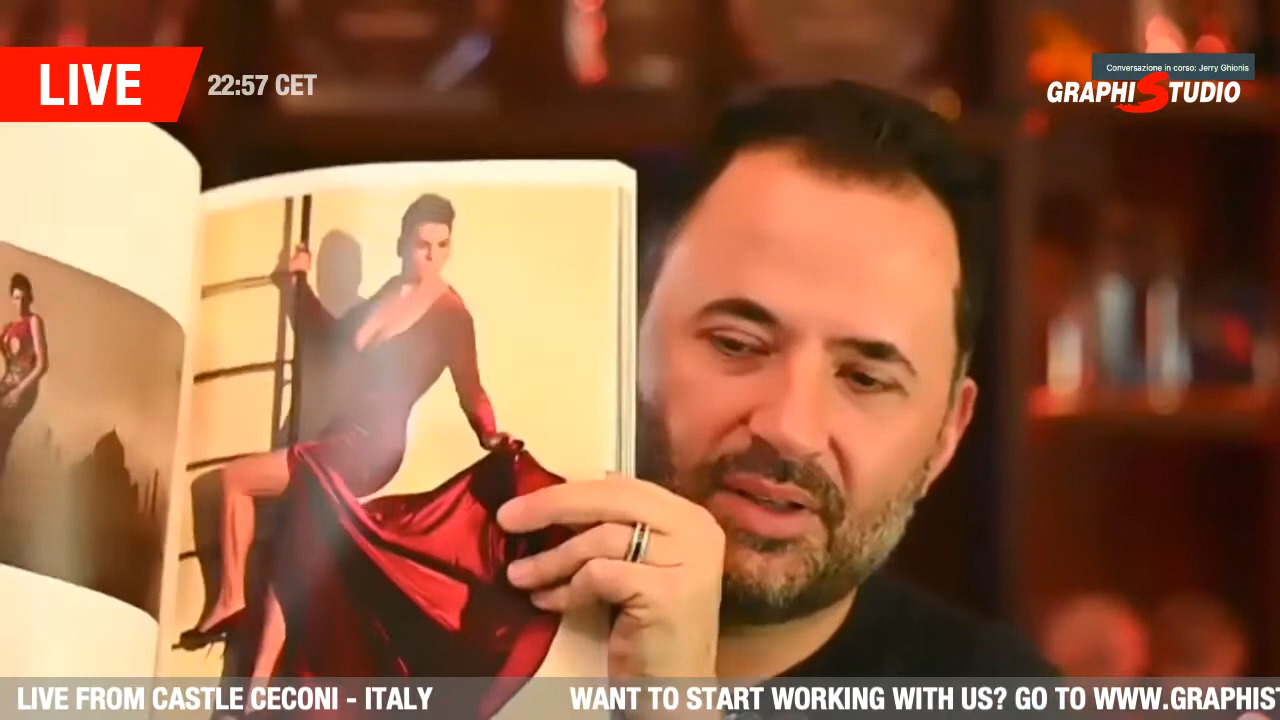 LIVE
22:57 CET
Conversazione in corso: Jerry Ghionis
GRAPHISTUDIO
LIVE FROM CASTLE CECONI - ITALY
WANT TO START WORKING WITH US? GO TO WWW.GRAPHIST